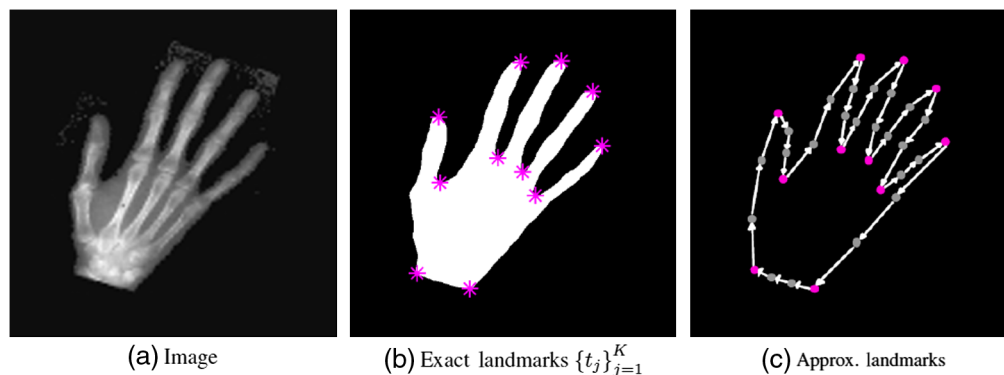 (a) Image
(b) Exact landmarks $\{t_j\}_{j=1}^{K}$
(c) Approx. landmarks